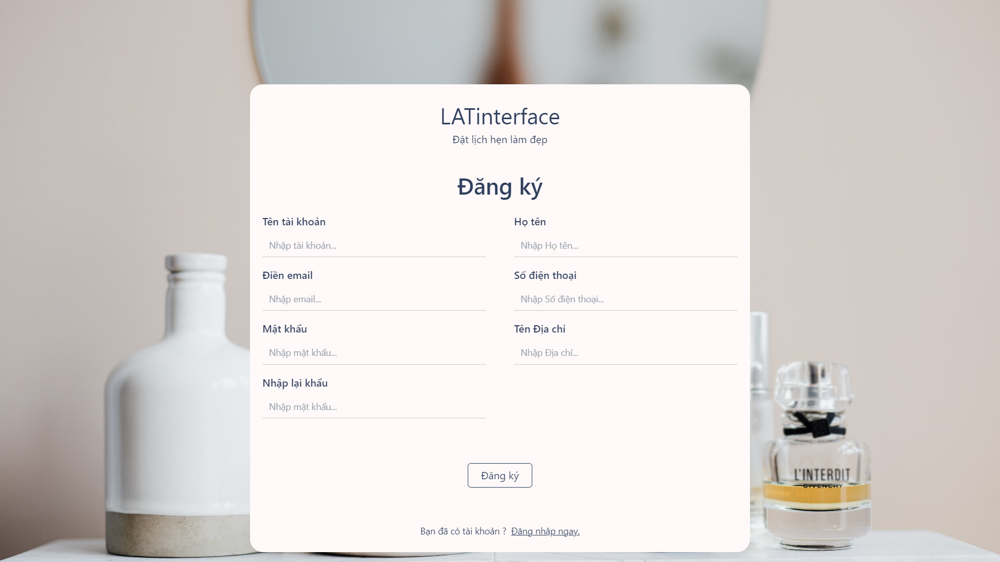 LATinterface
Đặt lịch hẹn làm đẹp
Đăng ký
Tên tài khoản
Nhập tài khoản...
Họ tên
Nhập Họ tên...
Điền email
Nhập email...
Số điện thoại
Nhập Số điện thoại...
Mật khẩu
Nhập mật khẩu...
Tên Địa chỉ
Nhập Địa chỉ...
Nhập lại khẩu
Nhập mật khẩu...
Đăng ký
L'INTERDIT
GIVENCHY
Bạn đã có tài khoản ? Đăng nhập ngay.